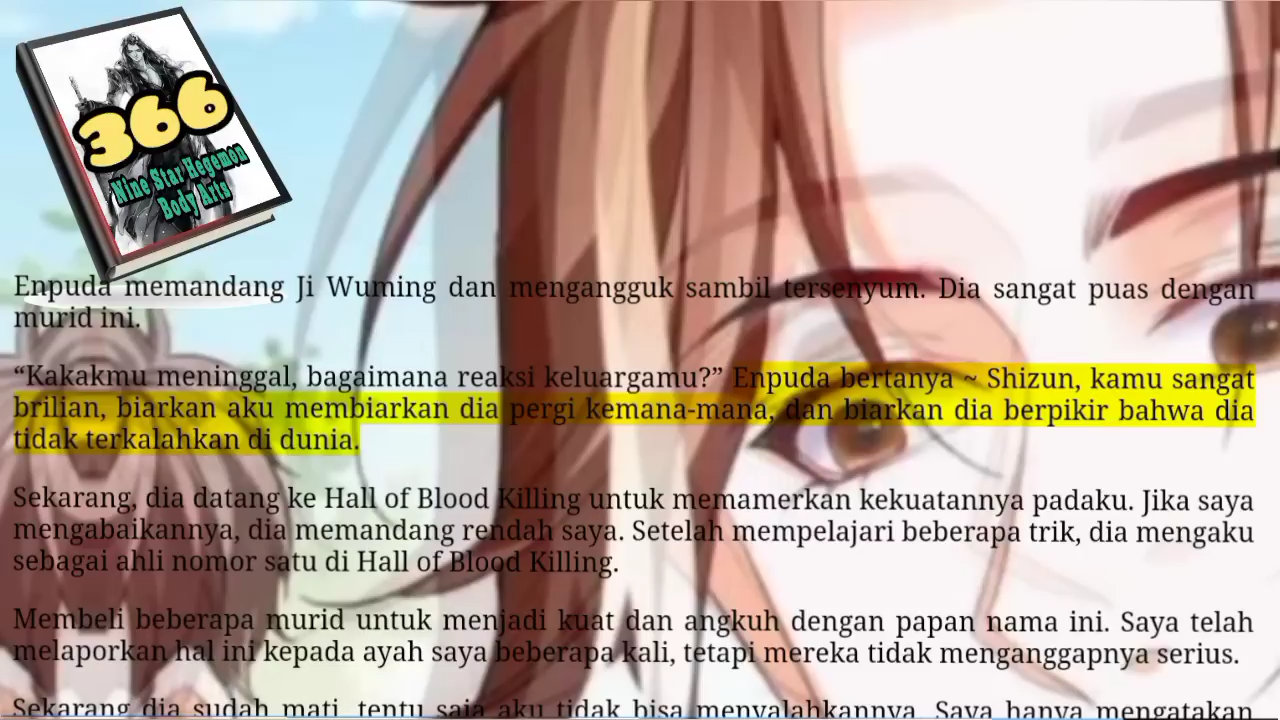 366
Nine Star Hegemon
Body Arts
Enpuda memandang Ji Wuming dan mengangguk sambil tersenyum. Dia sangat puas dengan
murid ini.
“Kakakmu meninggal, bagaimana reaksi keluargamu?” Enpuda bertanya ~ Shizun, kamu sangat
brilian, biarkan aku membiarkan dia pergi kemana-mana, dan biarkan dia berpikir bahwa dia
tidak terkalahkan di dunia.
Sekarang, dia datang ke Hall of Blood Killing untuk memamerkan kekuatannya padaku. Jika saya
mengabaikannya, dia memandang rendah saya. Setelah mempelajari beberapa trik, dia mengaku
sebagai ahli nomor satu di Hall of Blood Killing.
Membeli beberapa murid untuk menjadi kuat dan angkuh dengan papan nama ini. Saya telah
melaporkan hal ini kepada ayah saya beberapa kali, tetapi mereka tidak menganggapnya serius.
Sekarang dia sudah mati, tentu saja aku tidak bisa menyalahkannya. Saya hanya mengatakan